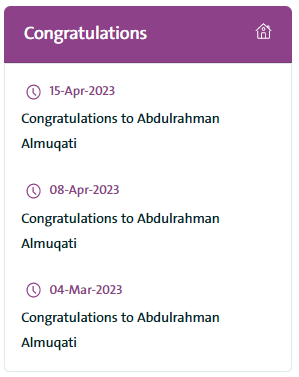 Congratulations
15-Apr-2023
Congratulations to Abdulrahman
Almuqati
08-Apr-2023
Congratulations to Abdulrahman
Almuqati
04-Mar-2023
Congratulations to Abdulrahman
Almuqati